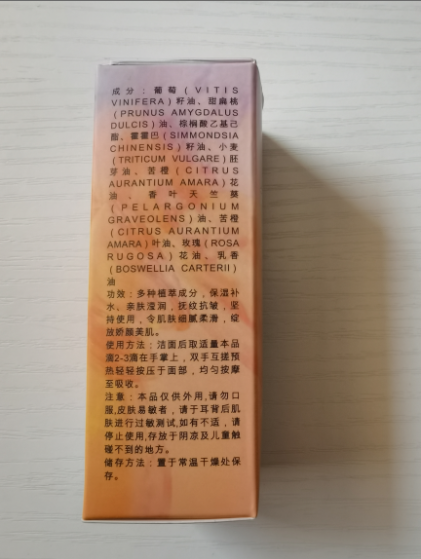 成分：葡萄(VITIS
VINIFERA)籽油、甜扁桃
(PRUNUS AMYGDALUS
DULCIS)油、棕榈酸乙基己
酯、霍霍巴(SIMMONDSIA
CHINENSIS)籽油、小麦
(TRITICUM VULGARE)胚
芽油、苦橙(CITRUS
AURANTIUM AMARA)花
油、香叶天竺葵
(PELARGONIUM
GRAVEOLENS)油、苦橙
(CITRUS AURANTIUM
AMARA)叶油、玫瑰(ROSA
RUGOSA)花油、乳香
(BOSWELLIA CARTERII)
油
功效：多种植萃成分，保湿补
水、亲肤滢润，抚纹抗皱，坚
持使用，令肌肤细腻柔滑，绽
放娇颜美肌。
使用方法：洁面后取适量本品
滴2-3滴在手掌上，双手互搓预
热轻轻按压于面部，均匀按摩
至吸收。
注意：本品仅供外用,请勿口
服,皮肤易敏者，请于耳背后肌
肤进行过敏测试,如有不适，请
停止使用,存放于阴凉及儿童触
碰不到的地方。
储存方法：置于常温干燥处保
存。